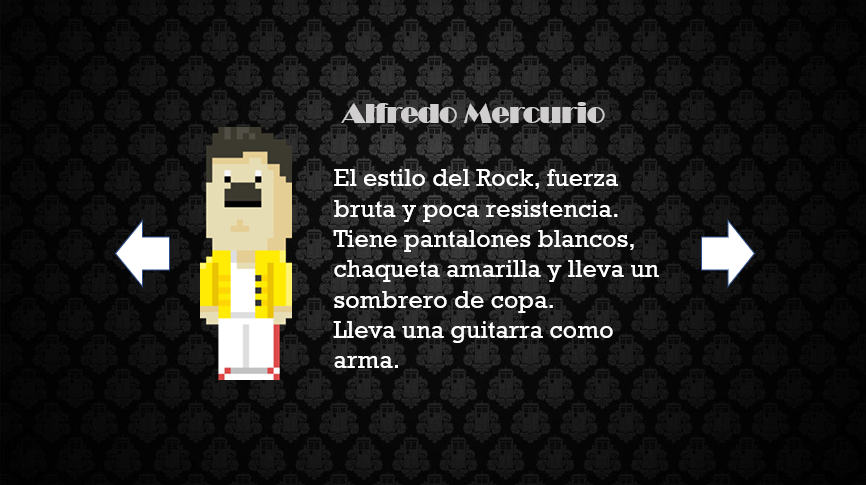 Alfredo Mercurio
El estilo del Rock, fuerza
bruta y poca resistencia.
Tiene pantalones blancos,
chaqueta amarilla y lleva un
sombrero de copa.
Lleva una guitarra como
arma.